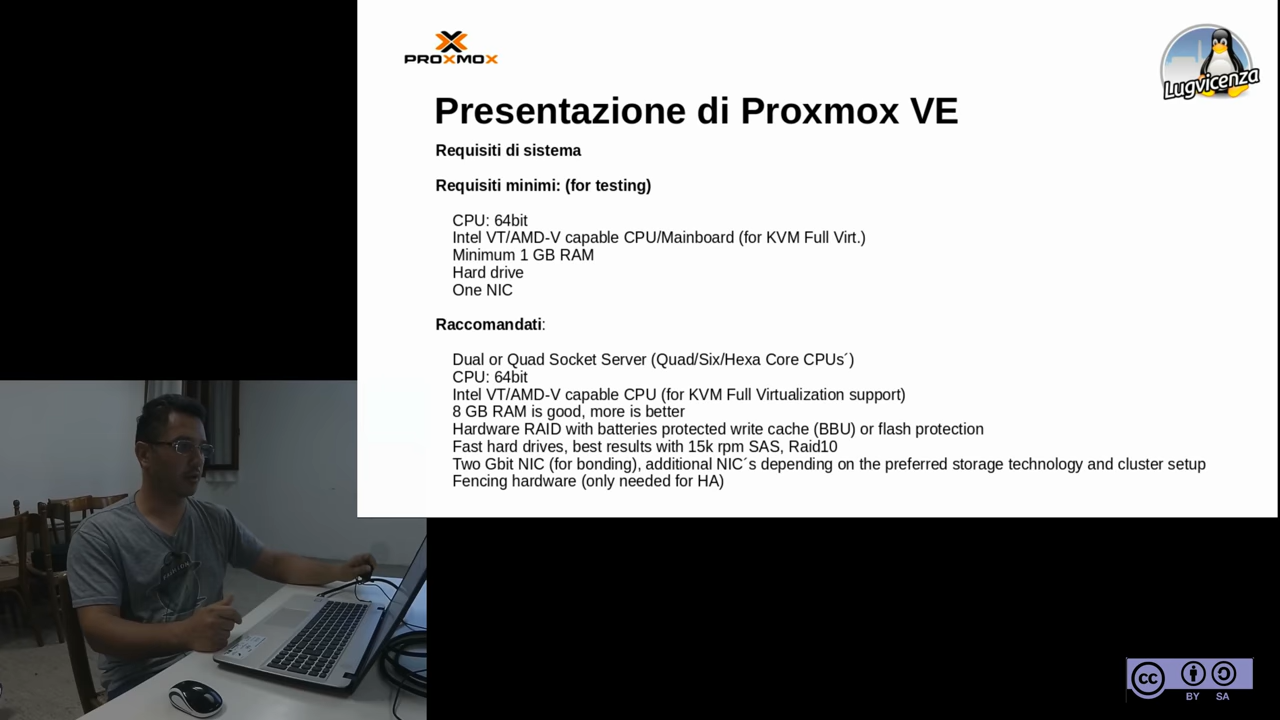 PROXMOX
Lugvicenza
Presentazione di Proxmox VE
Requisiti di sistema
Requisiti minimi: (for testing)
CPU: 64bit
Intel VT/AMD-V capable CPU/Mainboard (for KVM Full Virt.)
Minimum 1 GB RAM
Hard drive
One NIC
Raccomandati:
Dual or Quad Socket Server (Quad/Six/Hexa Core CPUs´)
CPU: 64bit
Intel VT/AMD-V capable CPU (for KVM Full Virtualization support)
8 GB RAM is good, more is better
Hardware RAID with batteries protected write cache (BBU) or flash protection
Fast hard drives, best results with 15k rpm SAS, Raid10
Two Gbit NIC (for bonding), additional NIC´s depending on the preferred storage technology and cluster setup
Fencing hardware (only needed for HA)
cc
BY SA